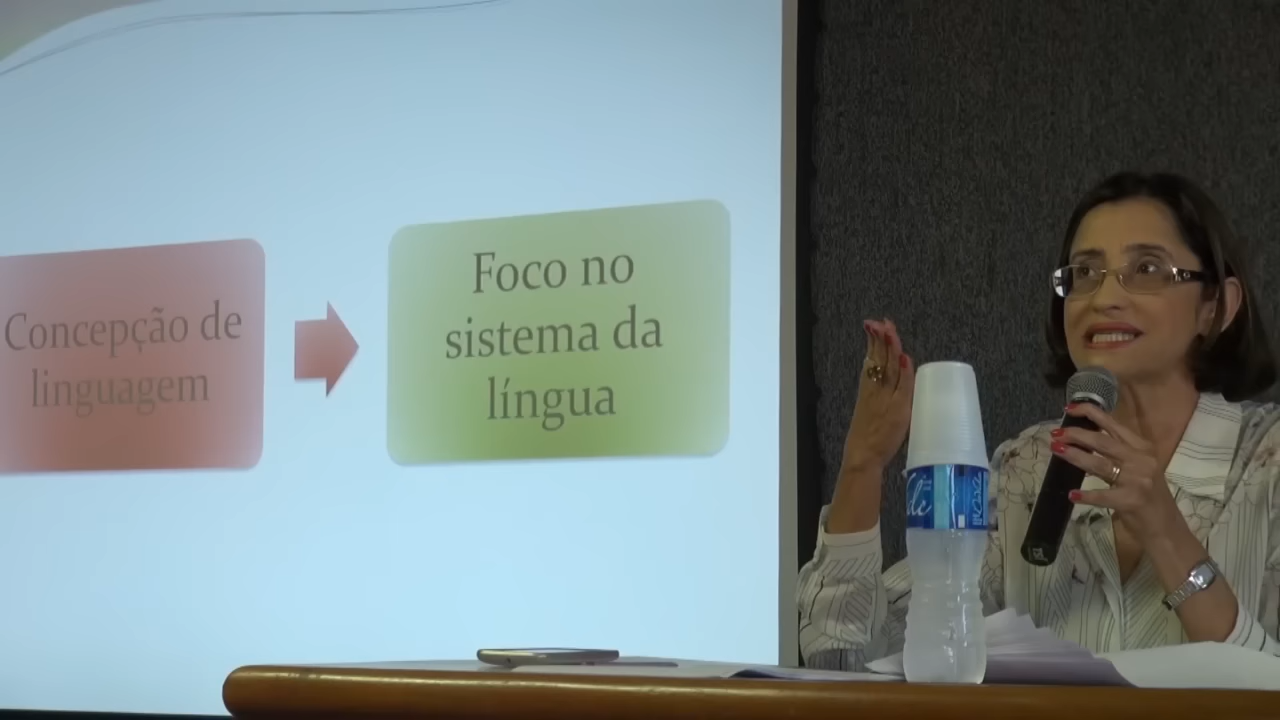 Concepção de
linguagem
Foco no
sistema da
língua